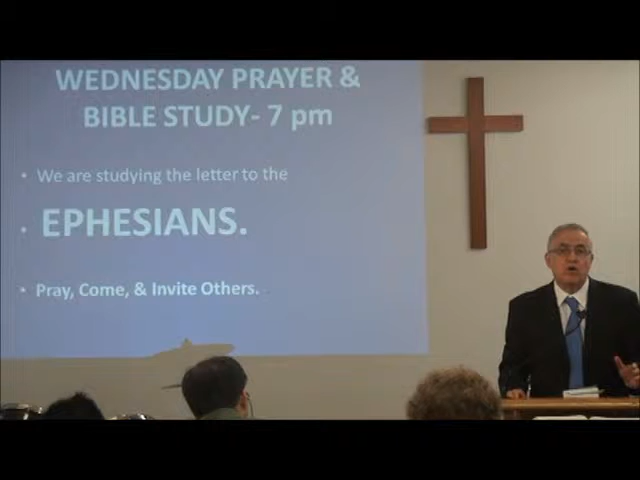 WEDNESDAY PRAYER &
BIBLE STUDY- 7 pm
• We are studying the letter to the
• EPHESIANS.
• Pray, Come, & Invite Others.